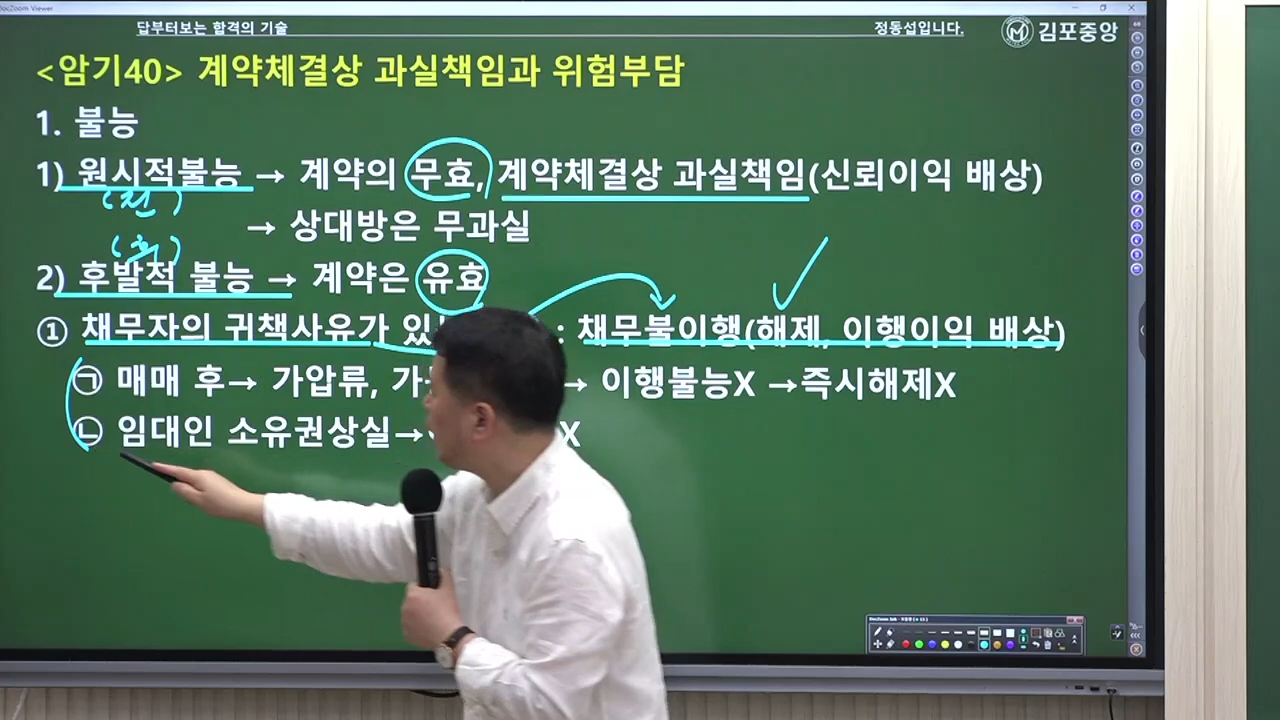 DocZoom Viewer
답부터보는 합격의 기술
정동섭입니다.
김포중앙
<암기40> 계약체결상 과실책임과 위험부담
1. 불능
1) 원시적불능 → 계약의 무효, 계약체결상 과실책임(신뢰이익 배상)
(전)
→ 상대방은 무과실
(후)
2) 후발적 불능 → 계약은 유효
① 채무자의 귀책사유가 있 : 채무불이행(해제, 이행이익 배상)
㉠ 매매 후→ 가압류, 가 → 이행불능X →즉시해제X
㉡ 임대인 소유권상실→ X